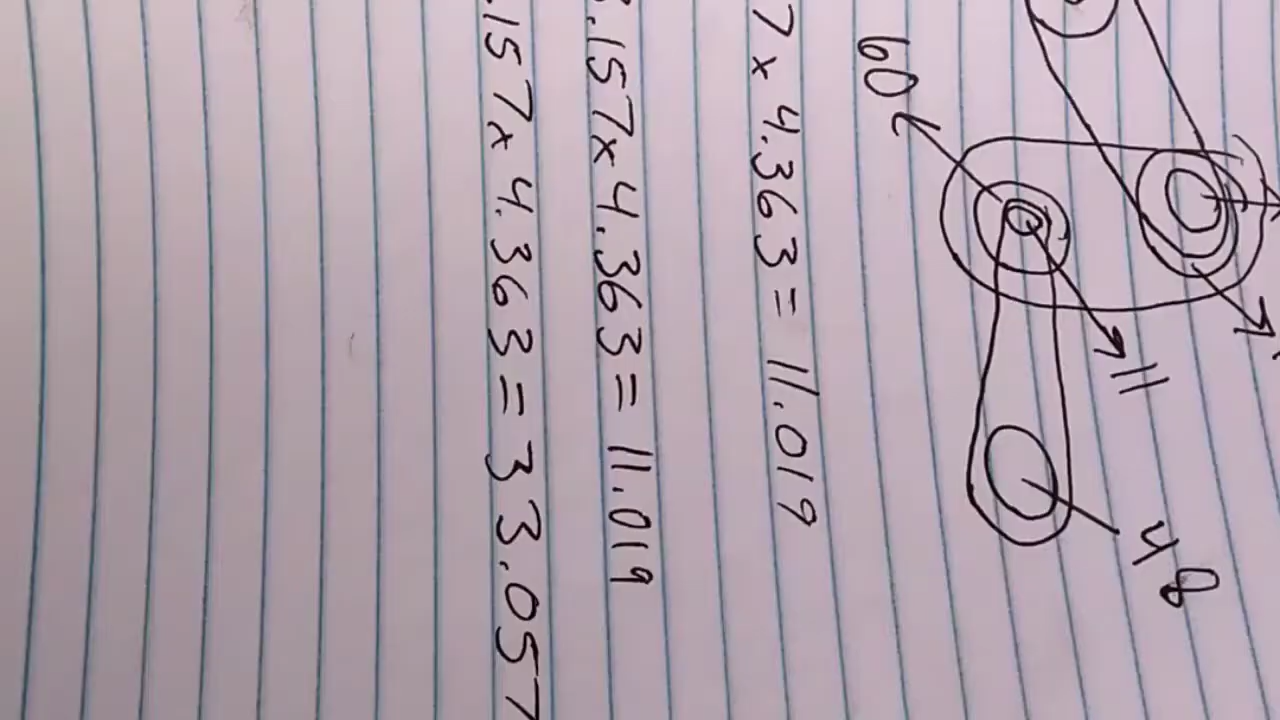 60
11
48
7 x 4.363 = 11.019
.157 x 4.363 = 11.019
.157 x 4.363 = 33.057